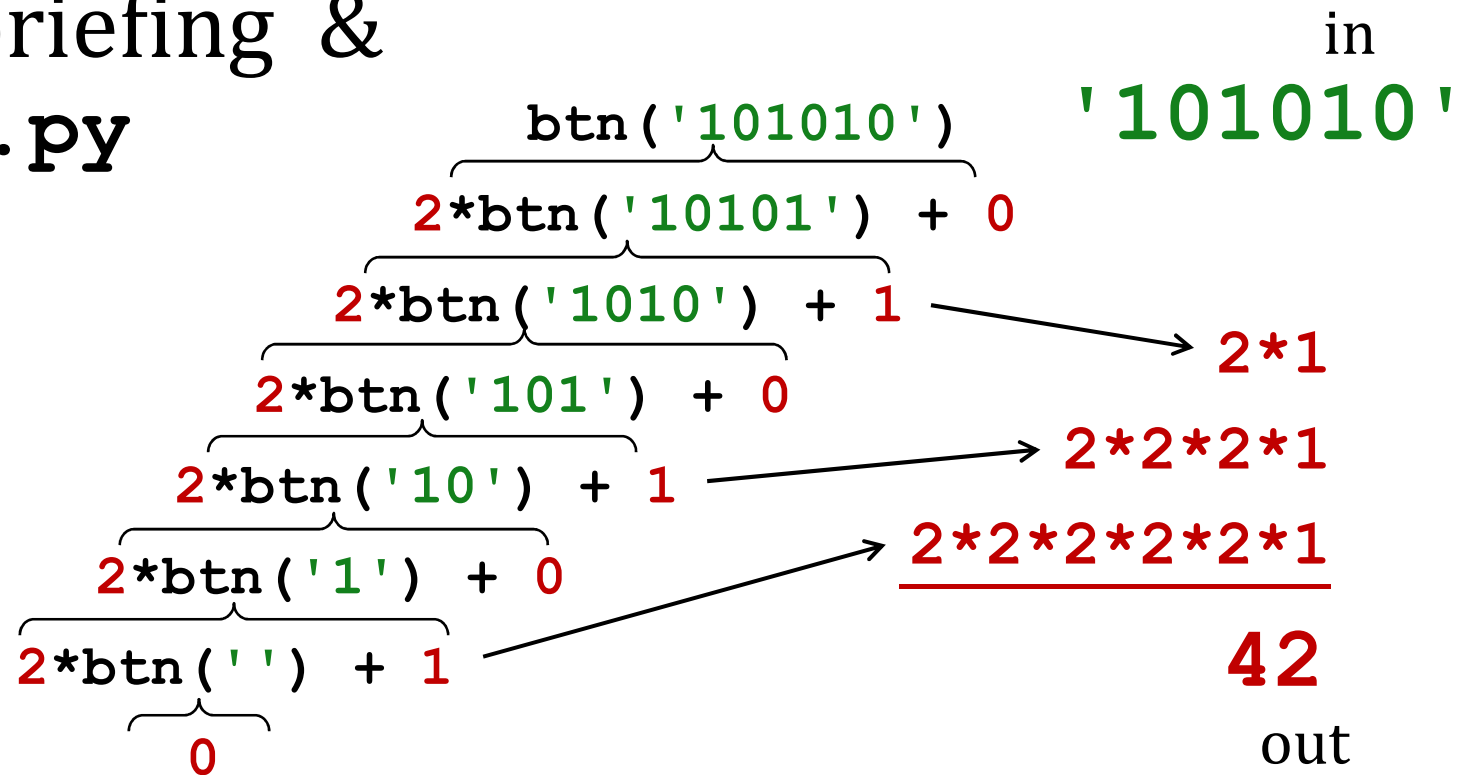 riefing &
.py
in
'101010'
btn('101010')
2*btn('10101') + 0
2*btn('1010') + 1
2*btn('101') + 0
2*btn('10') + 1
2*btn('1') + 0
2*btn('') + 1
0
2*1
2*2*2*1
2*2*2*2*2*1
42
out